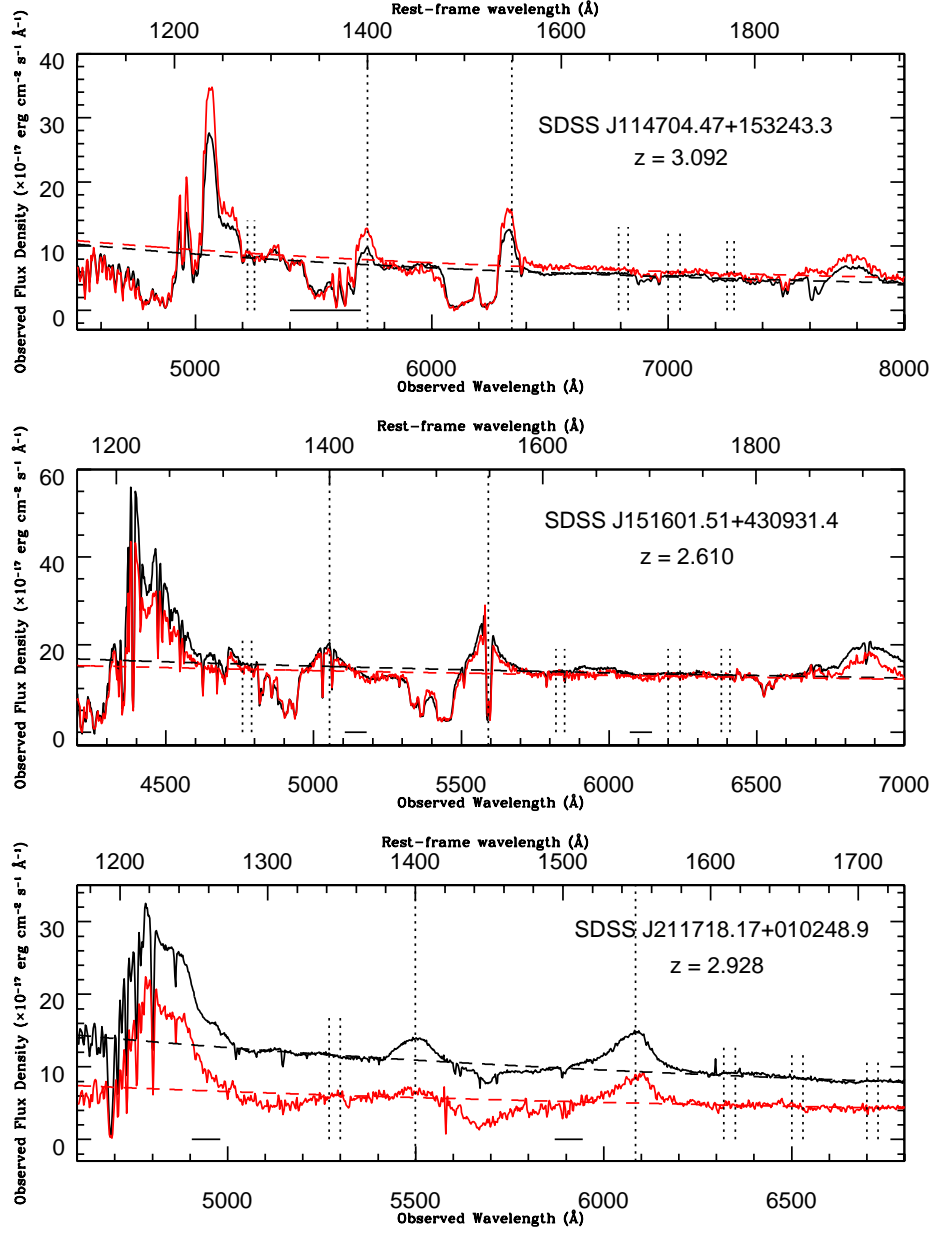 Rest-frame wavelength (Å)
1200 1400 1600 1800
40
30
20
10
0
Observed Flux Density (×10⁻¹⁷ erg cm⁻² s⁻¹ Å⁻¹)
SDSS J114704.47+153243.3
z = 3.092
5000 6000 7000 8000
Observed Wavelength (Å)
Rest-frame wavelength (Å)
1200 1400 1600 1800
60
40
20
0
Observed Flux Density (×10⁻¹⁷ erg cm⁻² s⁻¹ Å⁻¹)
SDSS J151601.51+430931.4
z = 2.610
4500 5000 5500 6000 6500 7000
Observed Wavelength (Å)
Rest-frame wavelength (Å)
1200 1300 1400 1500 1600 1700
30
20
10
0
Observed Flux Density (×10⁻¹⁷ erg cm⁻² s⁻¹ Å⁻¹)
SDSS J211718.17+010248.9
z = 2.928
5000 5500 6000 6500
Observed Wavelength (Å)